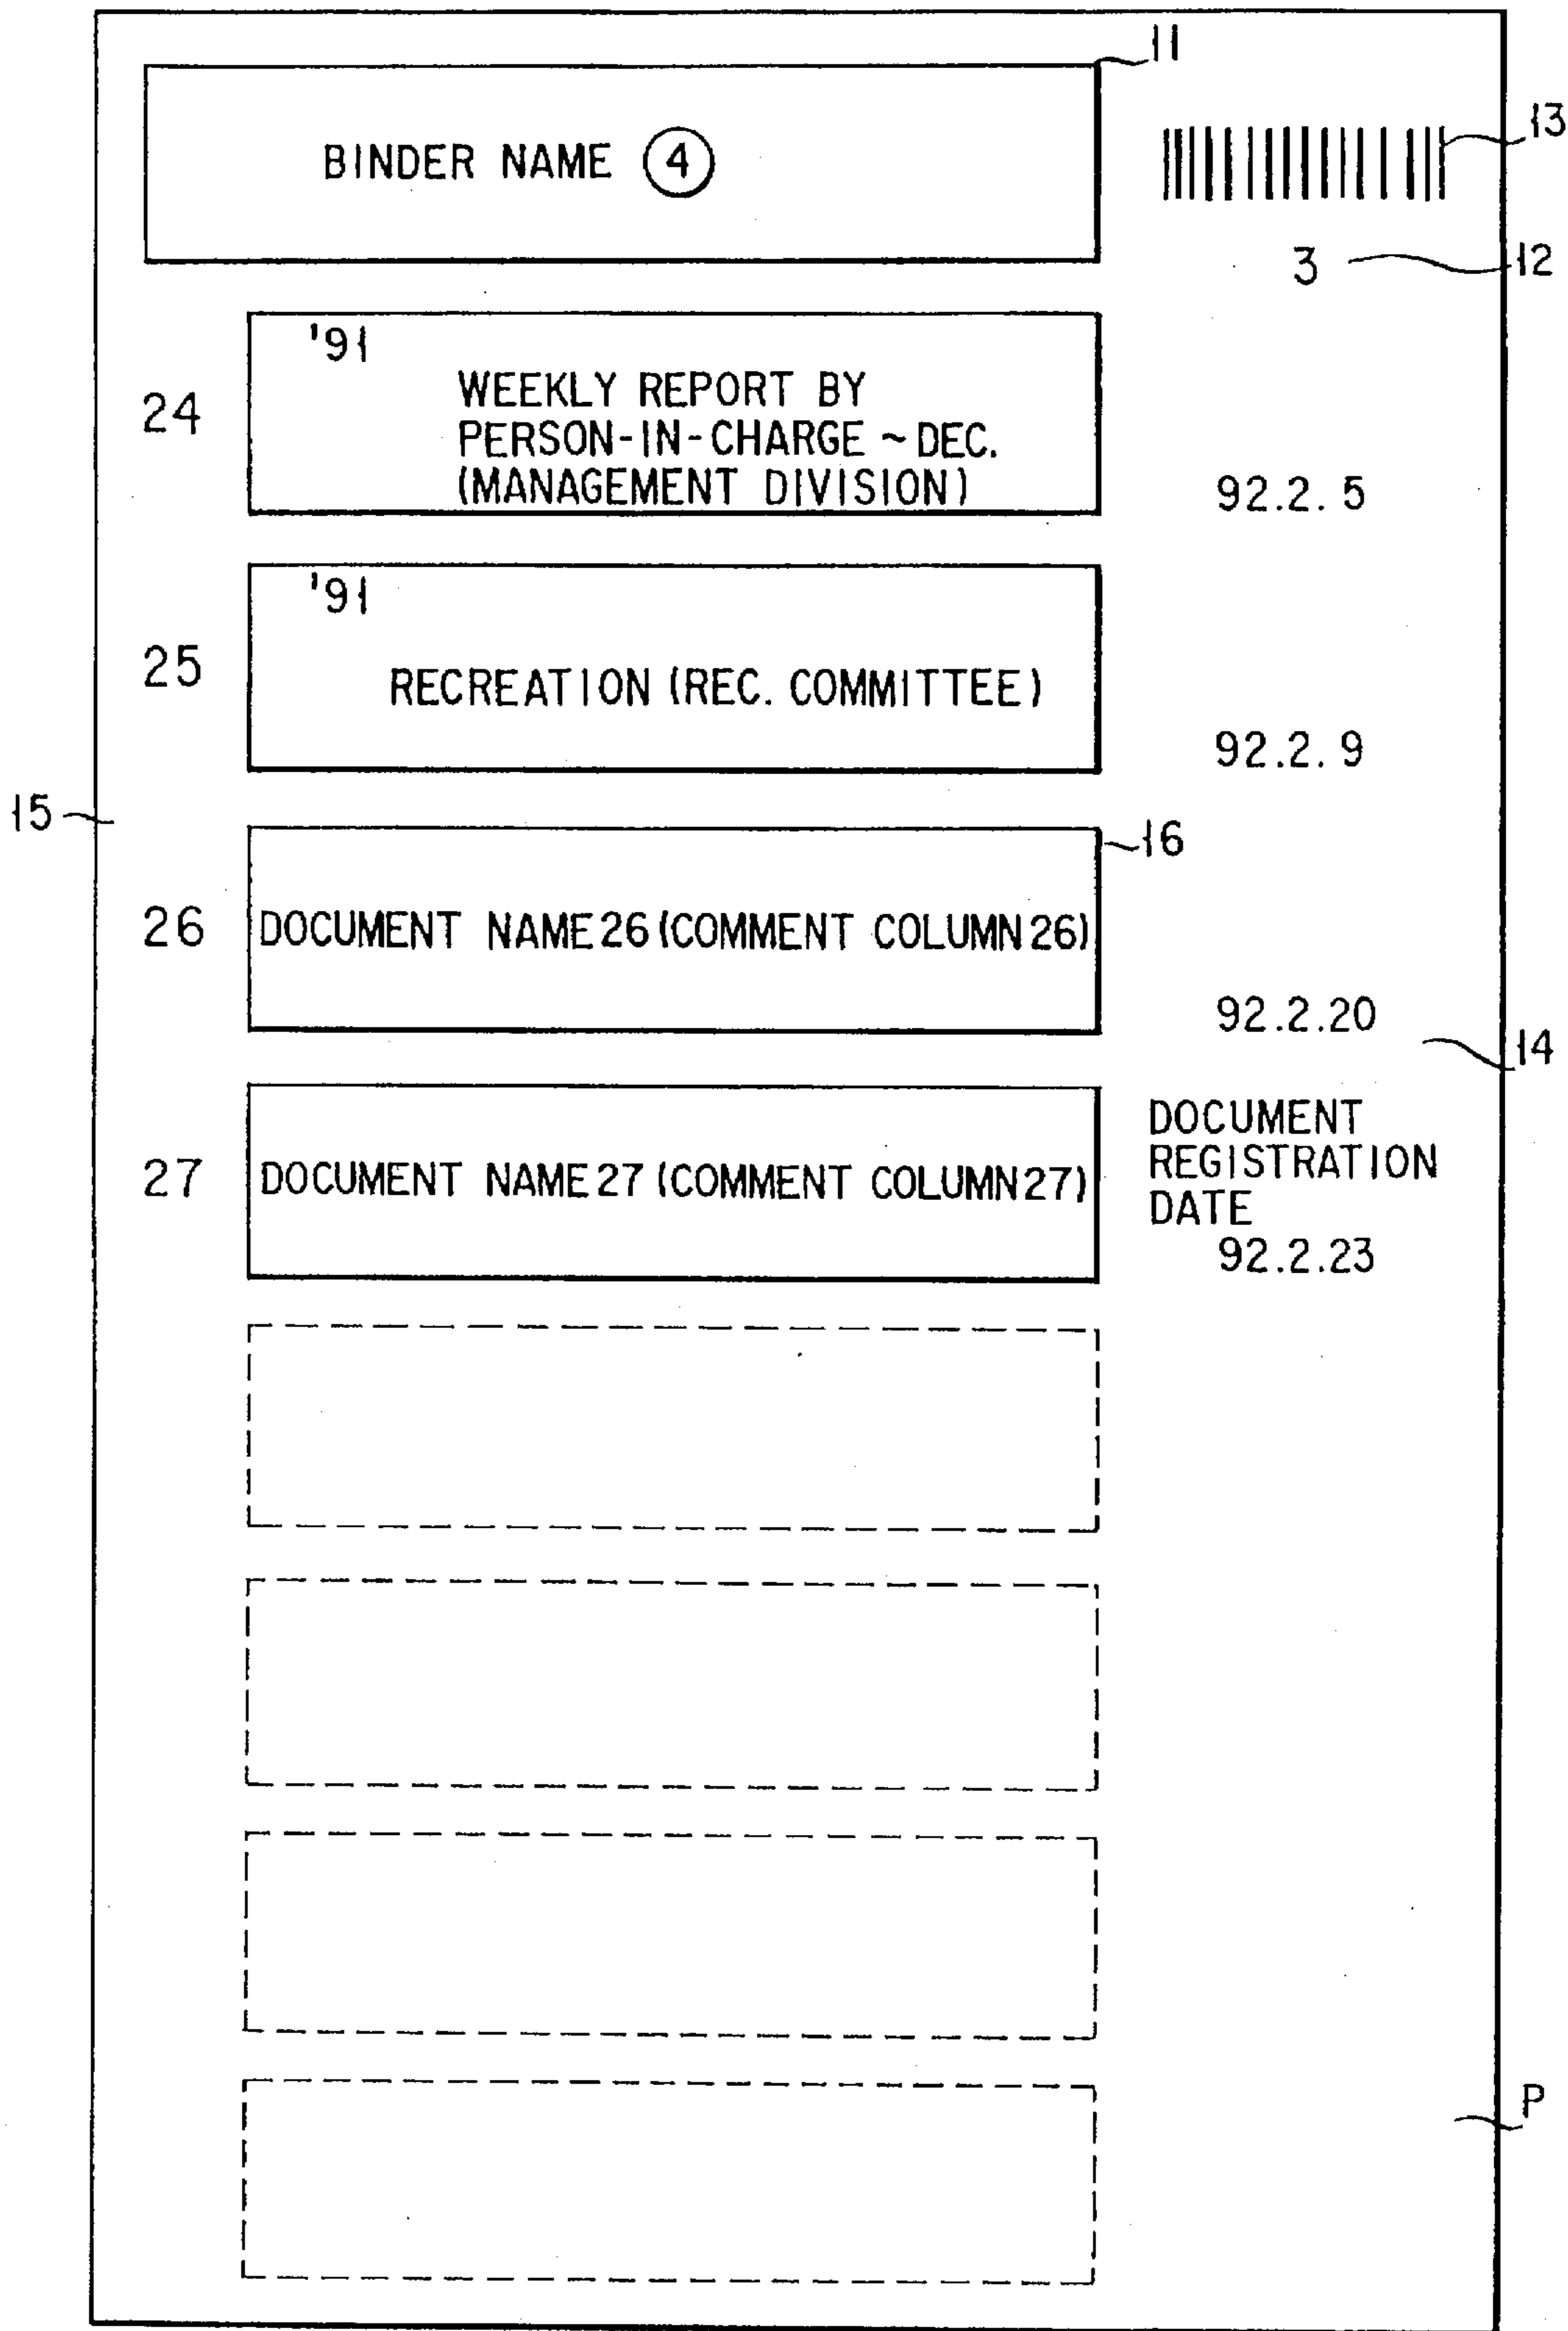 11
BINDER NAME ④
13
3
12
'91
24
WEEKLY REPORT BY
PERSON-IN-CHARGE ~ DEC.
(MANAGEMENT DIVISION)
92.2. 5
'91
25
RECREATION (REC. COMMITTEE)
92.2. 9
15
16
26
DOCUMENT NAME 26 (COMMENT COLUMN 26)
92.2.20
14
27
DOCUMENT NAME 27 (COMMENT COLUMN 27)
DOCUMENT
REGISTRATION
DATE
92.2.23
P